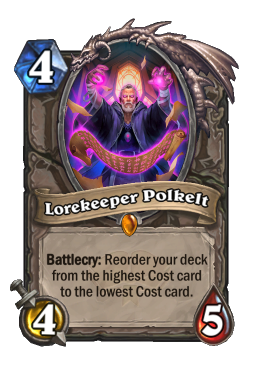 4
Lorekeeper Polkelt
Battlecry: Reorder your deck
from the highest Cost card
to the lowest Cost card.
4
5